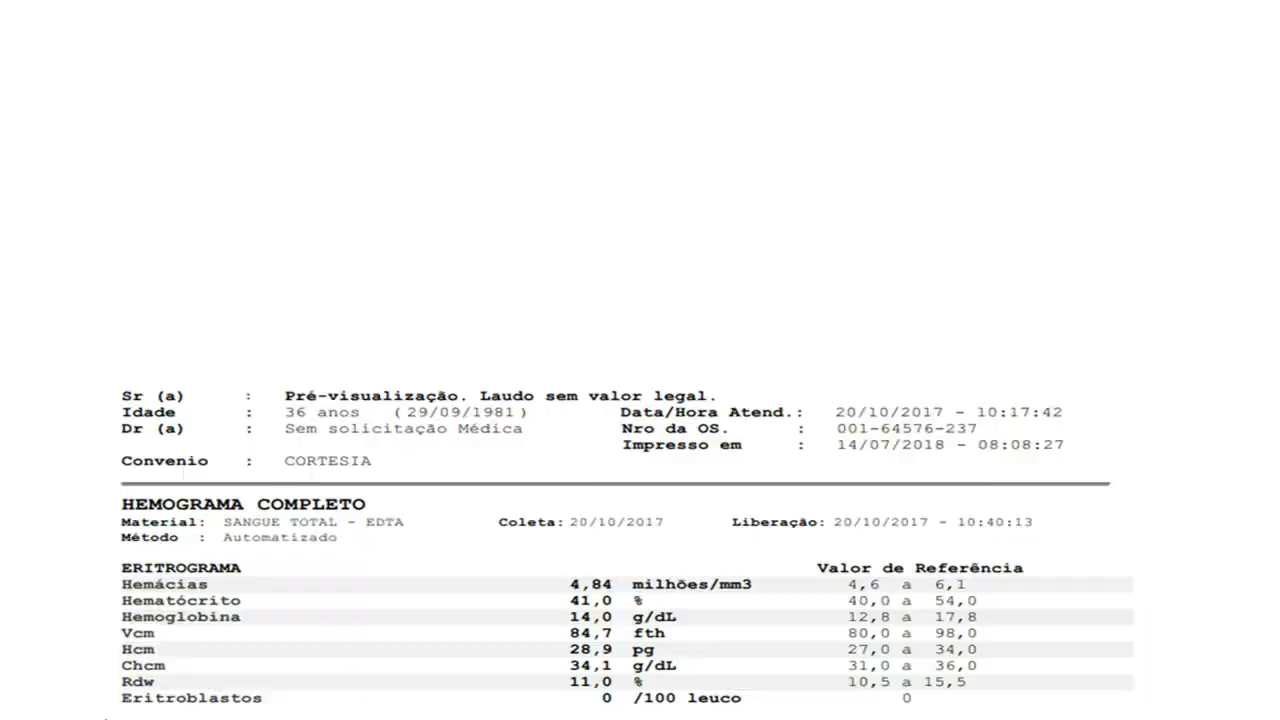 Sr (a) : Pré-visualização. Laudo sem valor legal.
Idade : 36 anos (29/09/1981) Data/Hora Atend.: 20/10/2017 - 10:17:42
Dr (a) : Sem solicitação Médica Nro da OS. : 001-64576-237
Impresso em : 14/07/2018 - 08:08:27
Convenio : CORTESIA
HEMOGRAMA COMPLETO
Material: SANGUE TOTAL - EDTA Coleta: 20/10/2017 Liberação: 20/10/2017 - 10:40:13
Método : Automatizado
ERITROGRAMA Valor de Referência
Hemácias 4,84 milhões/mm3 4,6 a 6,1
Hematócrito 41,0 % 40,0 a 54,0
Hemoglobina 14,0 g/dL 12,8 a 17,8
Vcm 84,7 fth 80,0 a 98,0
Hcm 28,9 pg 27,0 a 34,0
Chcm 34,1 g/dL 31,0 a 36,0
Rdw 11,0 % 10,5 a 15,5
Eritroblastos 0 /100 leuco 0